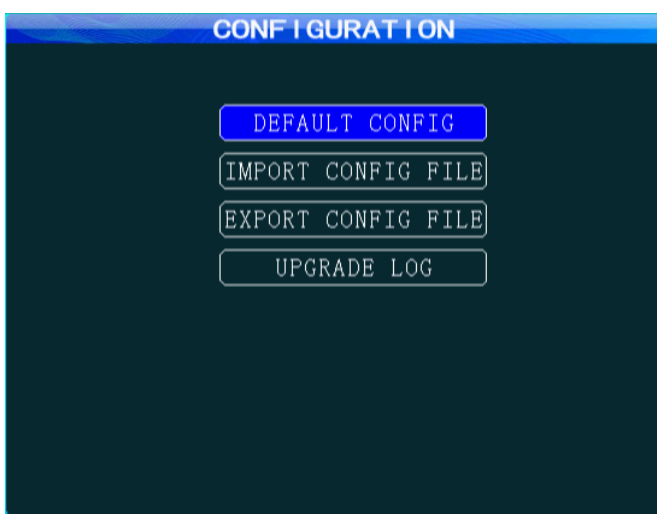 CONFIGURATION
DEFAULT CONFIG
IMPORT CONFIG FILE
EXPORT CONFIG FILE
UPGRADE LOG